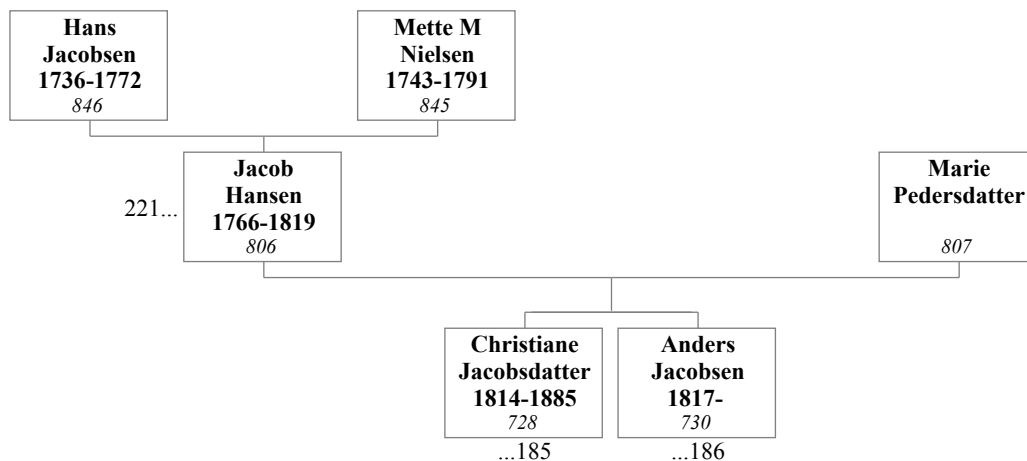 Hans
Jacobsen
1736-1772
846
Mette M
Nielsen
1743-1791
845
221...
Jacob
Hansen
1766-1819
806
Marie
Pedersdatter
807
Christiane
Jacobsdatter
1814-1885
728
...185
Anders
Jacobsen
1817-
730
...186